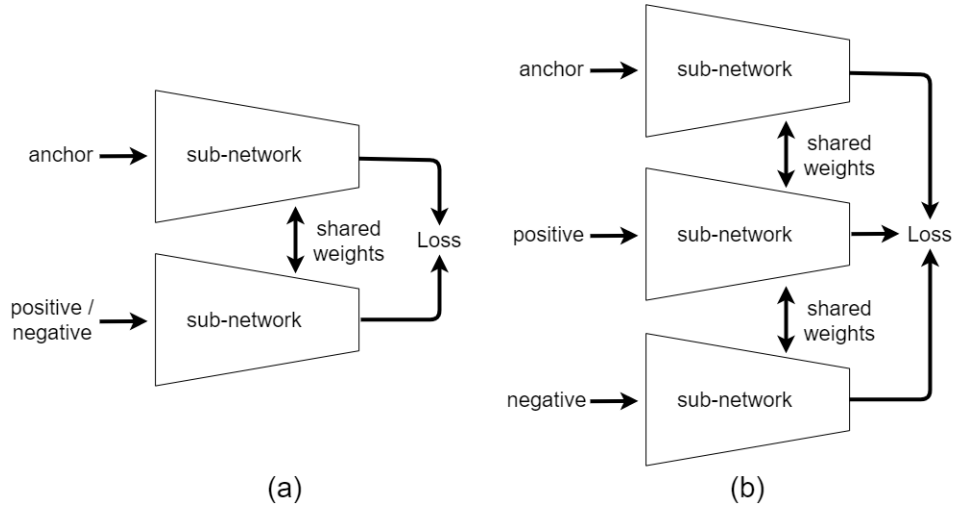 anchor
sub-network
shared
weights
Loss
positive /
negative
sub-network
(a)
anchor
sub-network
shared
weights
positive
sub-network
Loss
shared
weights
negative
sub-network
(b)